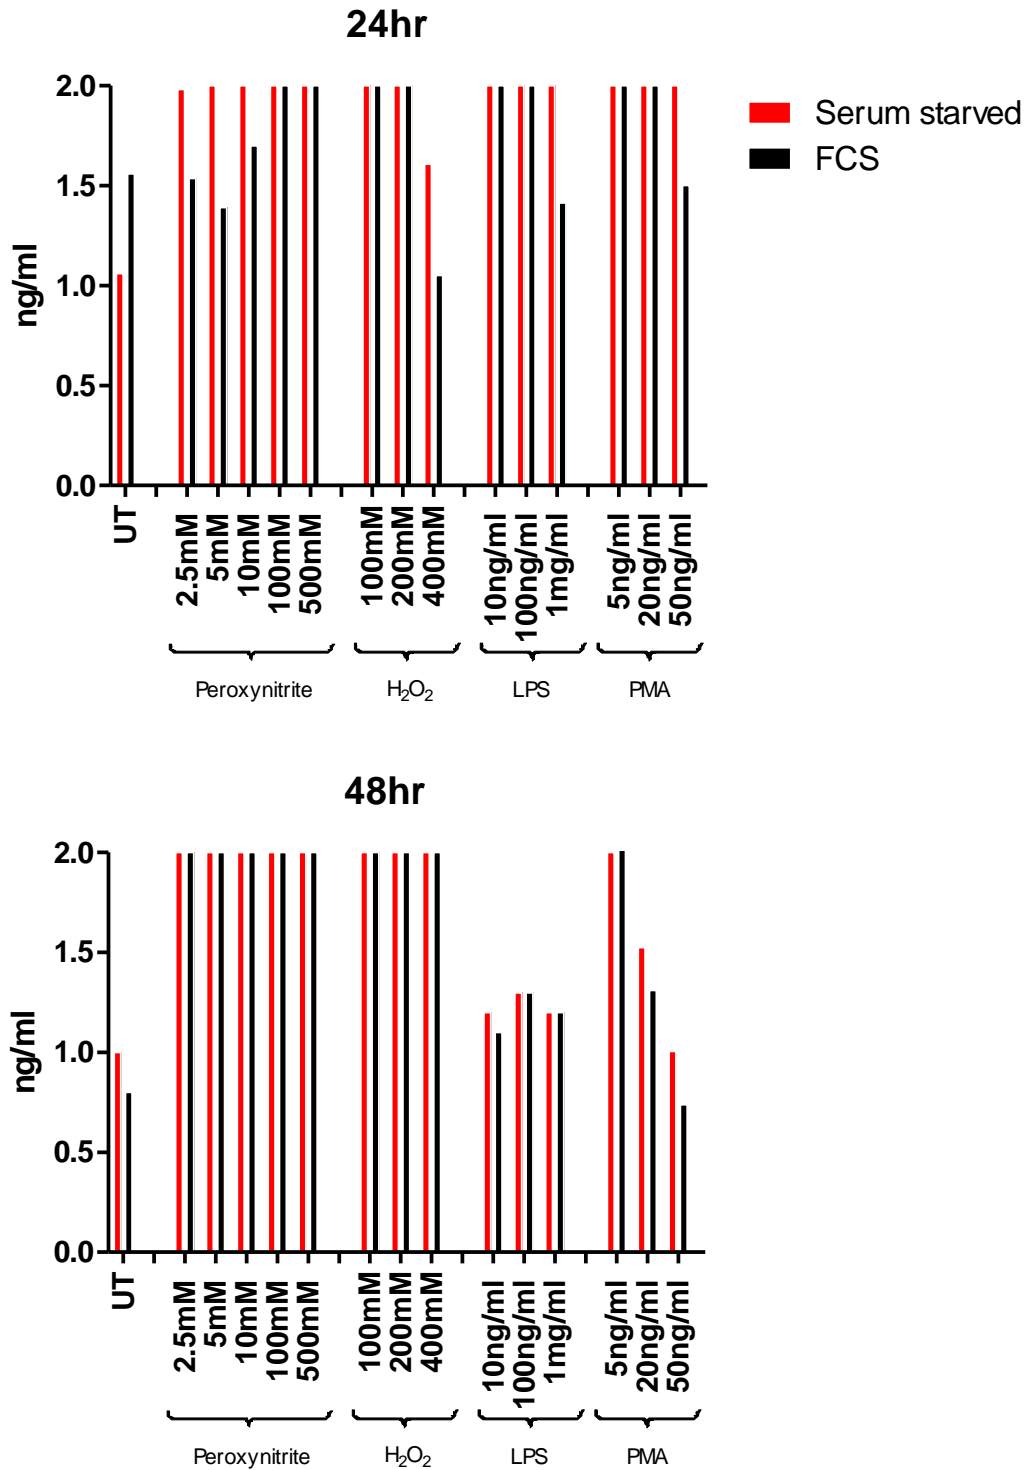 24hr
Serum starved
FCS
ng/ml
2.0
1.5
1.0
0.5
0.0
UT
2.5mM
5mM
10mM
100mM
500mM
100mM
200mM
400mM
10ng/ml
100ng/ml
1mg/ml
5ng/ml
20ng/ml
50ng/ml
Peroxynitrite
H₂O₂
LPS
PMA
48hr
ng/ml
2.0
1.5
1.0
0.5
0.0
UT
2.5mM
5mM
10mM
100mM
500mM
100mM
200mM
400mM
10ng/ml
100ng/ml
1mg/ml
5ng/ml
20ng/ml
50ng/ml
Peroxynitrite
H₂O₂
LPS
PMA